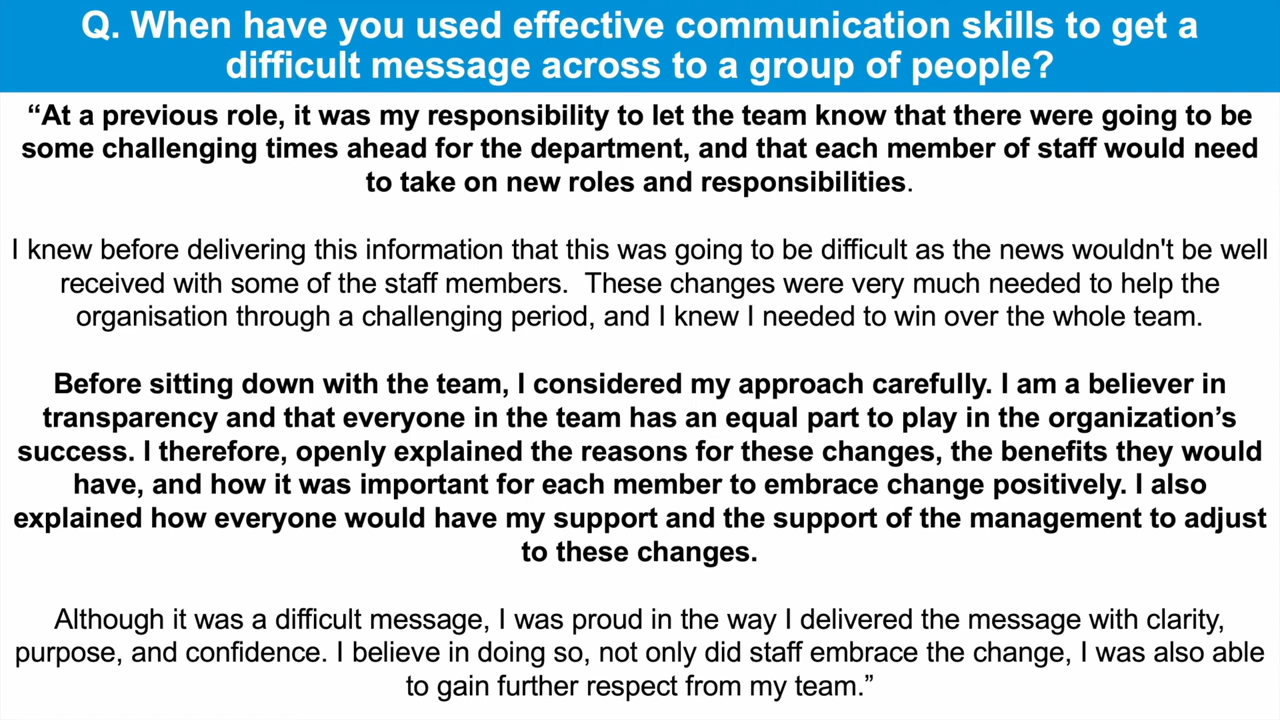 Q. When have you used effective communication skills to get a
difficult message across to a group of people?
“At a previous role, it was my responsibility to let the team know that there were going to be
some challenging times ahead for the department, and that each member of staff would need
to take on new roles and responsibilities.
I knew before delivering this information that this was going to be difficult as the news wouldn't be well
received with some of the staff members.  These changes were very much needed to help the
organisation through a challenging period, and I knew I needed to win over the whole team.
Before sitting down with the team, I considered my approach carefully. I am a believer in
transparency and that everyone in the team has an equal part to play in the organization’s
success. I therefore, openly explained the reasons for these changes, the benefits they would
have, and how it was important for each member to embrace change positively. I also
explained how everyone would have my support and the support of the management to adjust
to these changes.
Although it was a difficult message, I was proud in the way I delivered the message with clarity,
purpose, and confidence. I believe in doing so, not only did staff embrace the change, I was also able
to gain further respect from my team.”